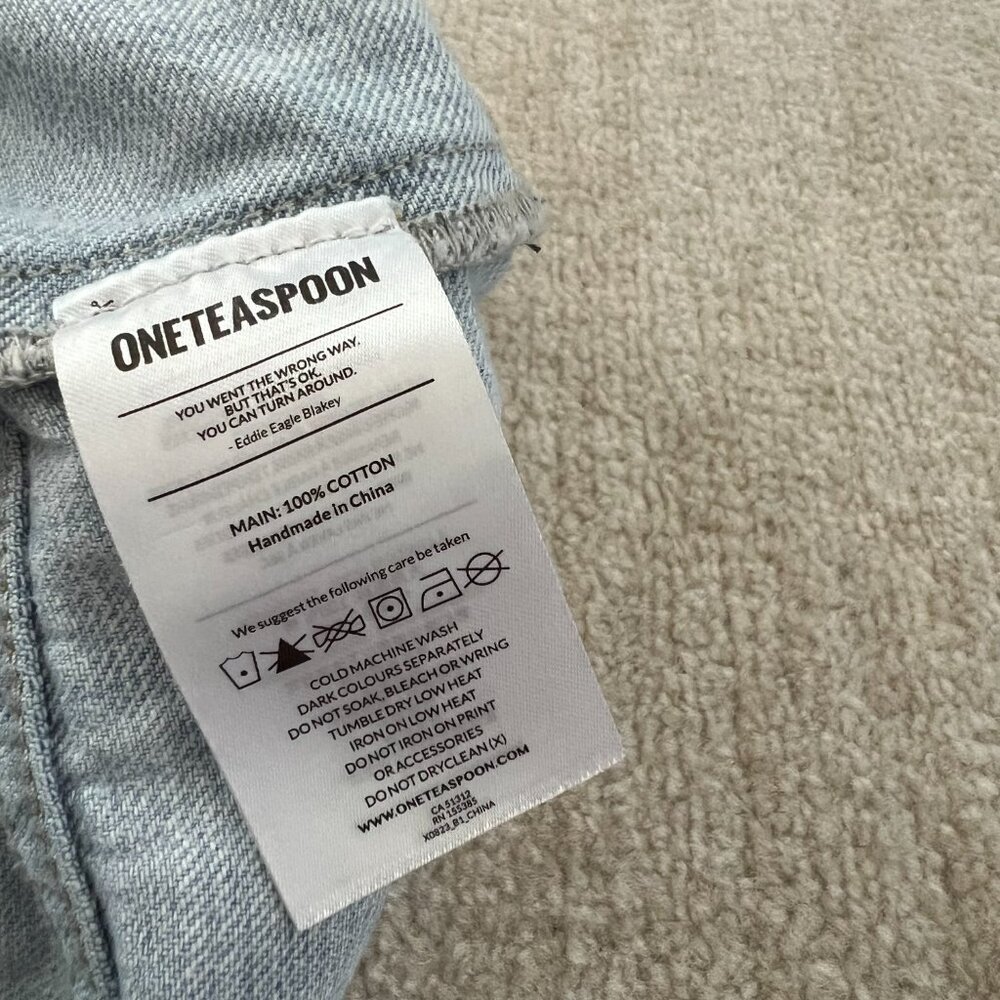 ONETEASPOON
YOU WENT THE WRONG WAY.
BUT THAT'S OK.
YOU CAN TURN AROUND.
- Eddie Eagle Blakey
MAIN: 100% COTTON
Handmade in China
We suggest the following care be taken
COLD MACHINE WASH
DARK COLOURS SEPARATELY
DO NOT SOAK, BLEACH OR WRING
TUMBLE DRY LOW HEAT
IRON ON LOW HEAT
DO NOT IRON ON PRINT
OR ACCESSORIES
DO NOT DRYCLEAN (X)
WWW.ONETEASPOON.COM
CA 51312
RN 155385
X0823_B1_CHINA